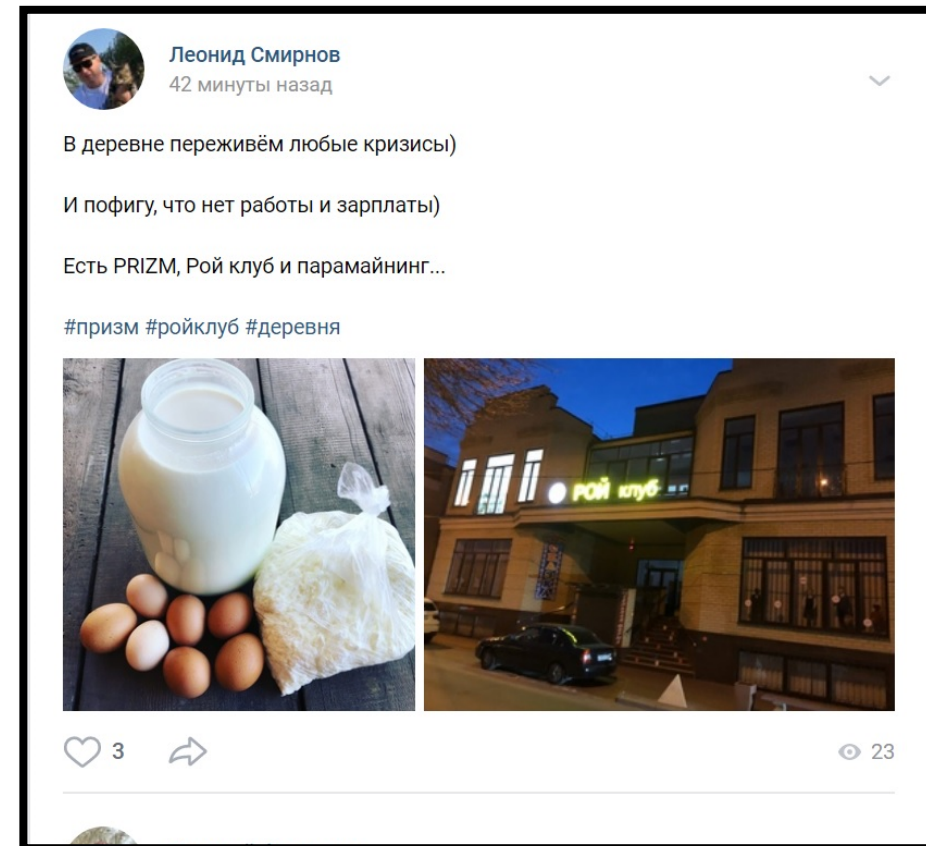 Леонид Смирнов
42 минуты назад
В деревне переживём любые кризисы)
И пофигу, что нет работы и зарплаты)
Есть PRIZM, Рой клуб и парамайнинг...
#призм #ройклуб #деревня
РОЙ клуб
3
23